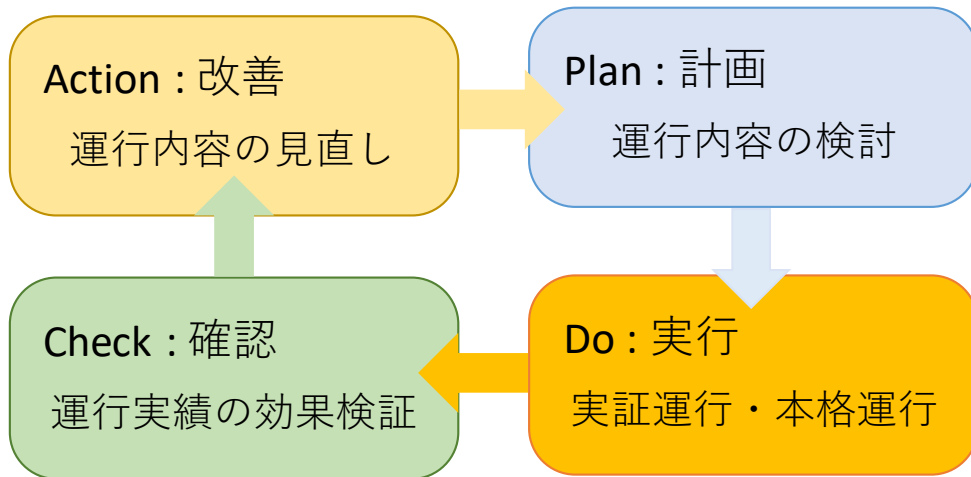 Action : 改善
運行内容の見直し
Plan : 計画
運行内容の検討
Do : 実行
実証運行・本格運行
Check : 確認
運行実績の効果検証